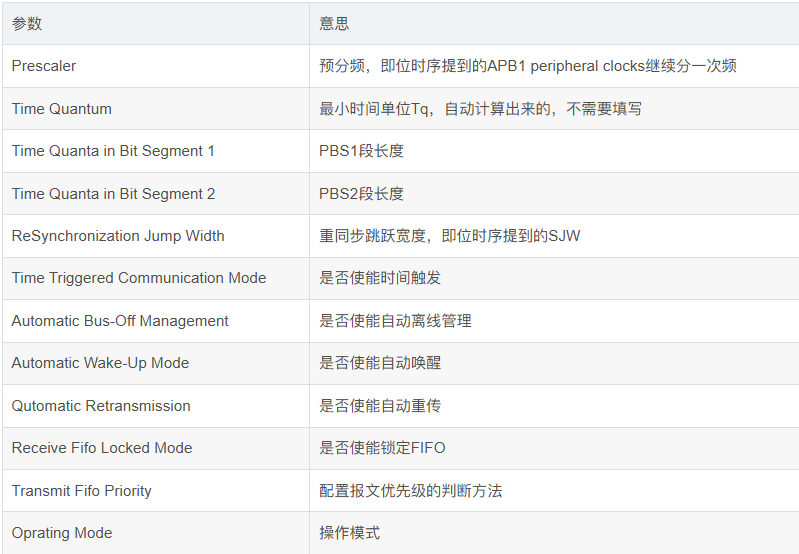 参数 意思
Prescaler 预分频，即位时序提到的APB1 peripheral clocks继续分一次频
Time Quantum 最小时间单位Tq，自动计算出来的，不需要填写
Time Quanta in Bit Segment 1 PBS1段长度
Time Quanta in Bit Segment 2 PBS2段长度
ReSynchronization Jump Width 重同步跳跃宽度，即位时序提到的SJW
Time Triggered Communication Mode 是否使能时间触发
Automatic Bus-Off Management 是否使能自动离线管理
Automatic Wake-Up Mode 是否使能自动唤醒
Qutomatic Retransmission 是否使能自动重传
Receive Fifo Locked Mode 是否使能锁定FIFO
Transmit Fifo Priority 配置报文优先级的判断方法
Oprating Mode 操作模式